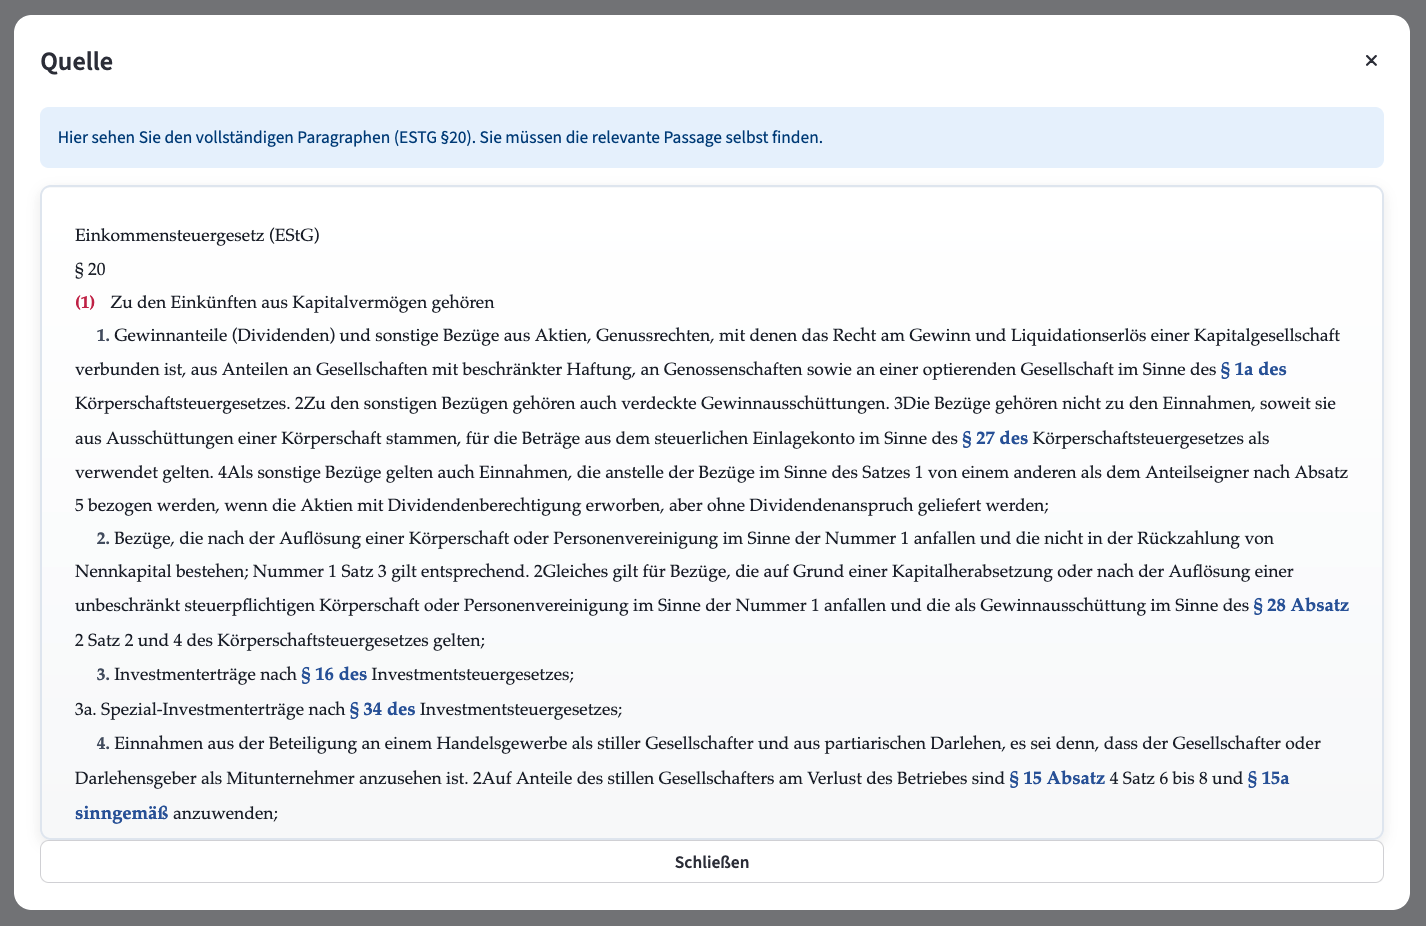 Quelle
×
Hier sehen Sie den vollständigen Paragraphen (ESTG §20). Sie müssen die relevante Passage selbst finden.
Einkommensteuergesetz (EStG)
§ 20
(1) Zu den Einkünften aus Kapitalvermögen gehören
1. Gewinnanteile (Dividenden) und sonstige Bezüge aus Aktien, Genussrechten, mit denen das Recht am Gewinn und Liquidationserlös einer Kapitalgesellschaft
verbunden ist, aus Anteilen an Gesellschaften mit beschränkter Haftung, an Genossenschaften sowie an einer optierenden Gesellschaft im Sinne des § 1a des
Körperschaftsteuergesetzes. 2Zu den sonstigen Bezügen gehören auch verdeckte Gewinnausschüttungen. 3Die Bezüge gehören nicht zu den Einnahmen, soweit sie
aus Ausschüttungen einer Körperschaft stammen, für die Beträge aus dem steuerlichen Einlagekonto im Sinne des § 27 des Körperschaftsteuergesetzes als
verwendet gelten. 4Als sonstige Bezüge gelten auch Einnahmen, die anstelle der Bezüge im Sinne des Satzes 1 von einem anderen als dem Anteilseigner nach Absatz
5 bezogen werden, wenn die Aktien mit Dividendenberechtigung erworben, aber ohne Dividendenanspruch geliefert werden;
2. Bezüge, die nach der Auflösung einer Körperschaft oder Personenvereinigung im Sinne der Nummer 1 anfallen und die nicht in der Rückzahlung von
Nennkapital bestehen; Nummer 1 Satz 3 gilt entsprechend. 2Gleiches gilt für Bezüge, die auf Grund einer Kapitalherabsetzung oder nach der Auflösung einer
unbeschränkt steuerpflichtigen Körperschaft oder Personenvereinigung im Sinne der Nummer 1 anfallen und die als Gewinnausschüttung im Sinne des § 28 Absatz
2 Satz 2 und 4 des Körperschaftsteuergesetzes gelten;
3. Investmenterträge nach § 16 des Investmentsteuergesetzes;
3a. Spezial-Investmenterträge nach § 34 des Investmentsteuergesetzes;
4. Einnahmen aus der Beteiligung an einem Handelsgewerbe als stiller Gesellschafter und aus partiarischen Darlehen, es sei denn, dass der Gesellschafter oder
Darlehensgeber als Mitunternehmer anzusehen ist. 2Auf Anteile des stillen Gesellschafters am Verlust des Betriebes sind § 15 Absatz 4 Satz 6 bis 8 und § 15a
sinngemäß anzuwenden;
Schließen